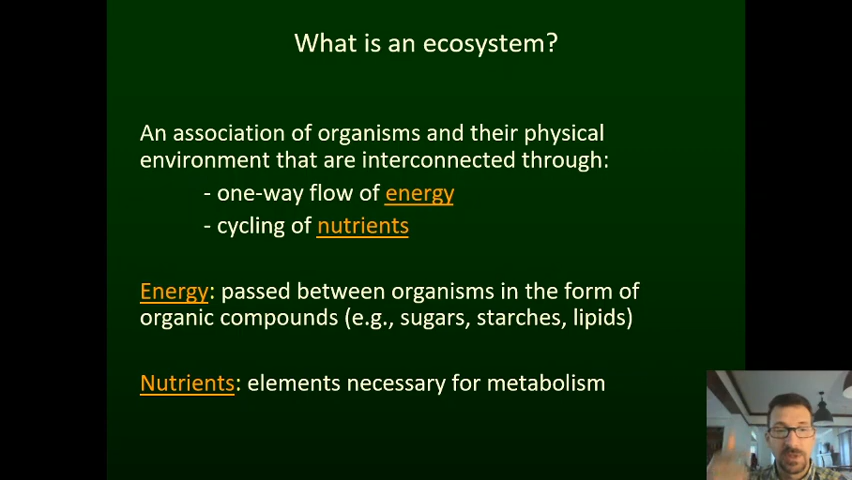 What is an ecosystem?
An association of organisms and their physical
environment that are interconnected through:
- one-way flow of energy
- cycling of nutrients
Energy: passed between organisms in the form of
organic compounds (e.g., sugars, starches, lipids)
Nutrients: elements necessary for metabolism